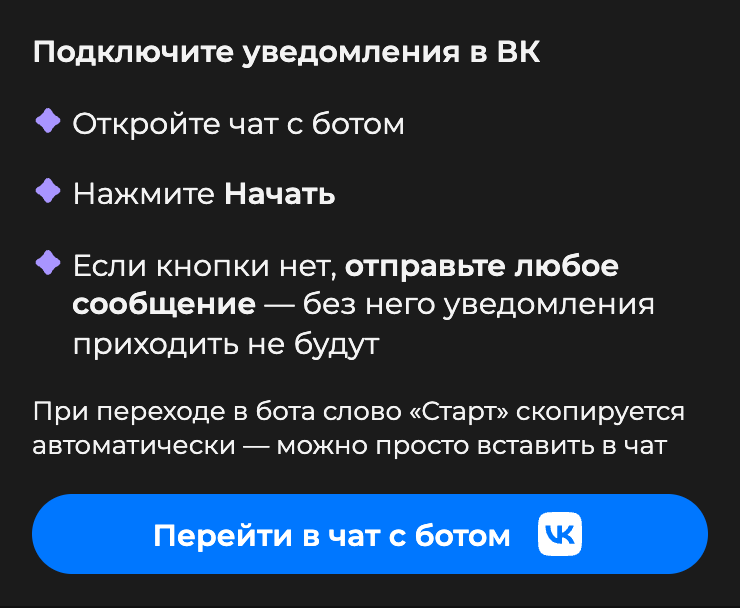 Подключите уведомления в ВК
Откройте чат с ботом
Нажмите Начать
Если кнопки нет, отправьте любое
сообщение — без него уведомления
приходить не будут
При переходе в бота слово «Старт» скопируется
автоматически — можно просто вставить в чат
Перейти в чат с ботом